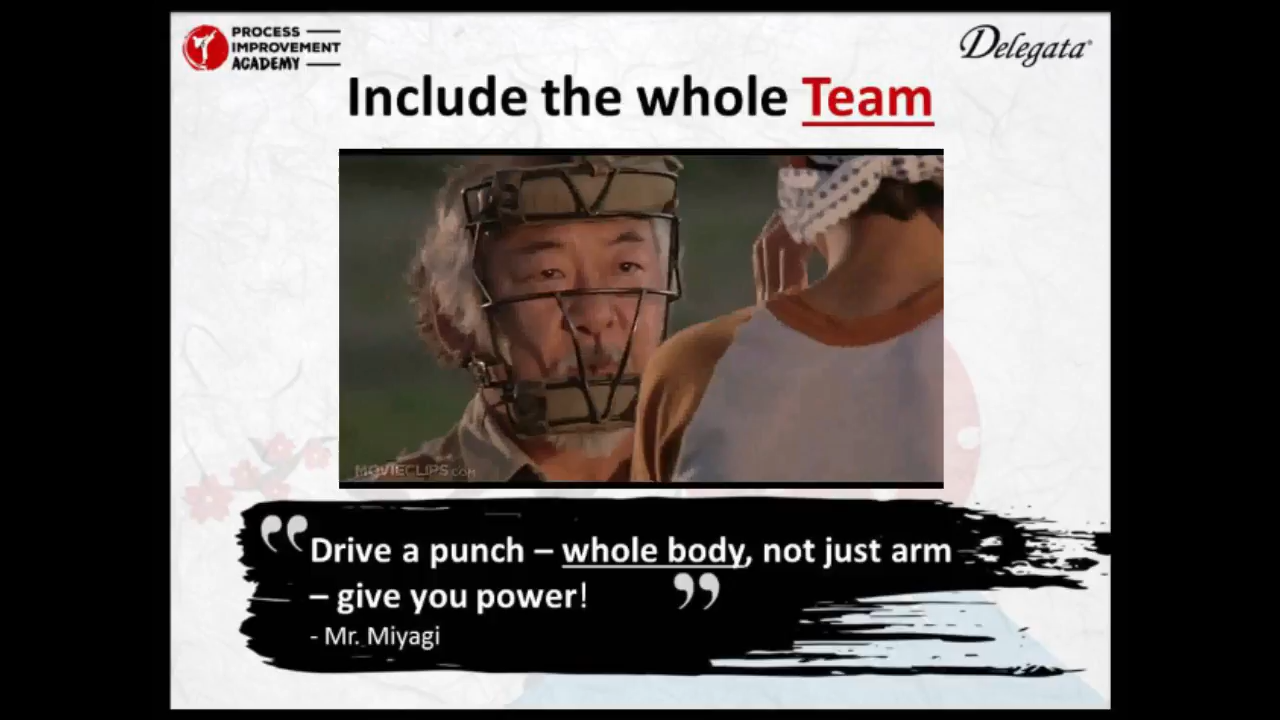 PROCESS
IMPROVEMENT
ACADEMY
Delegata®
Include the whole Team
MOVIECLIPS.COM
“Drive a punch – whole body, not just arm
– give you power!”
- Mr. Miyagi